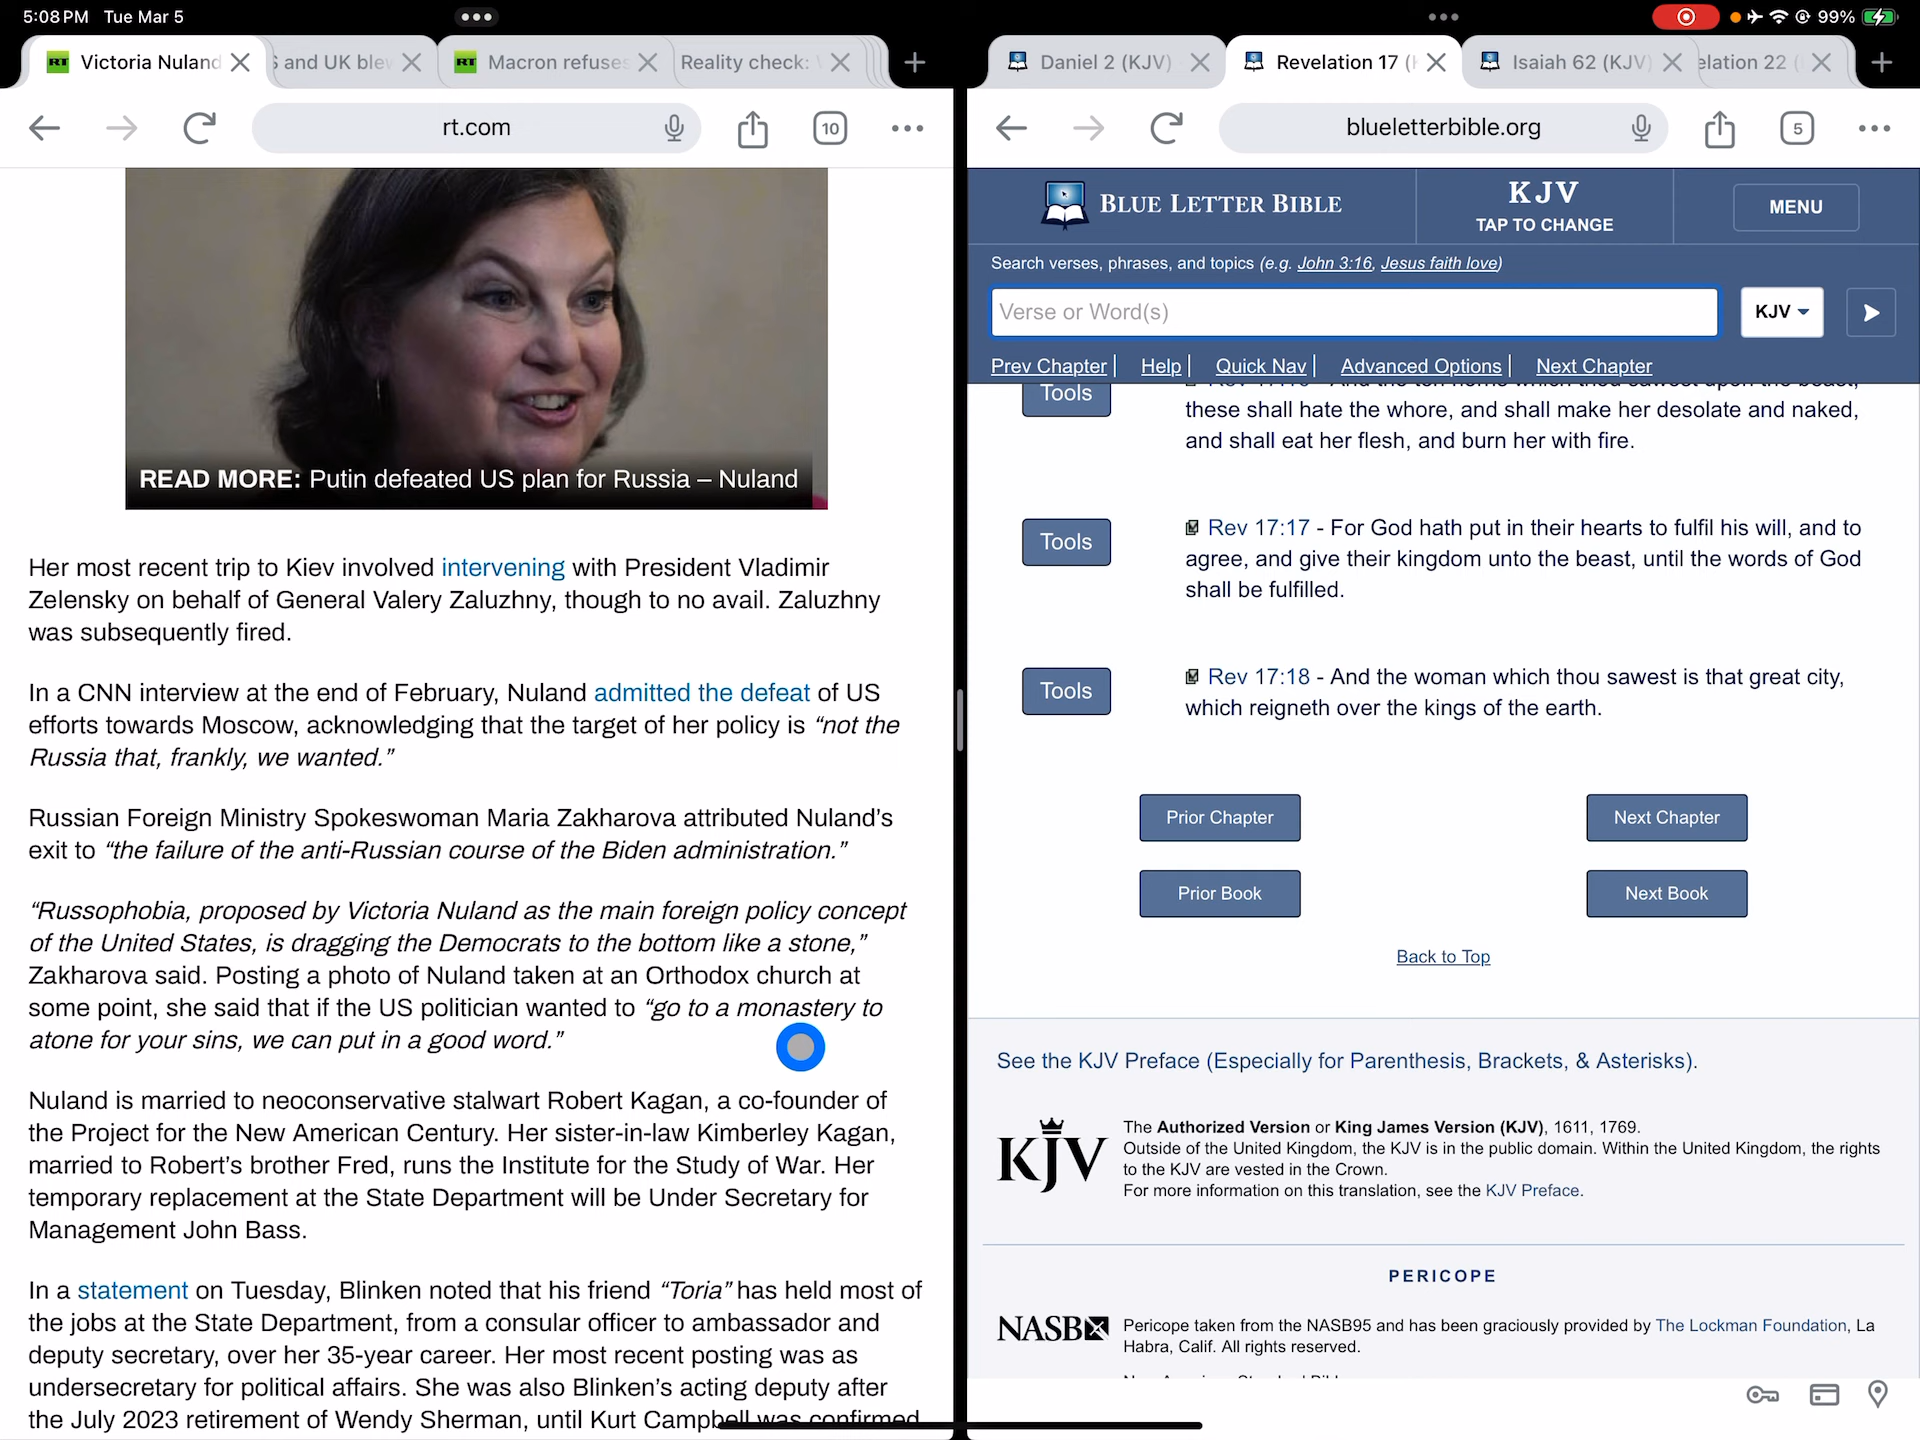 5:08 PM Tue Mar 5
99%
Victoria Nuland
and UK blew
Macron refuses
Reality check:
Daniel 2 (KJV)
Revelation 17 (
Isaiah 62 (KJV)
elation 22 (
rt.com
10
blueletterbible.org
5
READ MORE: Putin defeated US plan for Russia – Nuland
Her most recent trip to Kiev involved intervening with President Vladimir
Zelensky on behalf of General Valery Zaluzhny, though to no avail. Zaluzhny
was subsequently fired.
In a CNN interview at the end of February, Nuland admitted the defeat of US
efforts towards Moscow, acknowledging that the target of her policy is “not the
Russia that, frankly, we wanted.”
Russian Foreign Ministry Spokeswoman Maria Zakharova attributed Nuland’s
exit to “the failure of the anti-Russian course of the Biden administration.”
“Russophobia, proposed by Victoria Nuland as the main foreign policy concept
of the United States, is dragging the Democrats to the bottom like a stone,”
Zakharova said. Posting a photo of Nuland taken at an Orthodox church at
some point, she said that if the US politician wanted to “go to a monastery to
atone for your sins, we can put in a good word.”
Nuland is married to neoconservative stalwart Robert Kagan, a co-founder of
the Project for the New American Century. Her sister-in-law Kimberley Kagan,
married to Robert’s brother Fred, runs the Institute for the Study of War. Her
temporary replacement at the State Department will be Under Secretary for
Management John Bass.
In a statement on Tuesday, Blinken noted that his friend “Toria” has held most of
the jobs at the State Department, from a consular officer to ambassador and
deputy secretary, over her 35-year career. Her most recent posting was as
undersecretary for political affairs. She was also Blinken’s acting deputy after
the July 2023 retirement of Wendy Sherman, until Kurt Campbell was confirmed
BLUE LETTER BIBLE
KJV
TAP TO CHANGE
MENU
Search verses, phrases, and topics (e.g. John 3:16, Jesus faith love)
Verse or Word(s)
KJV
Prev Chapter | Help | Quick Nav | Advanced Options | Next Chapter
Tools
And the ten horns which thou sawest upon the beast,
these shall hate the whore, and shall make her desolate and naked,
and shall eat her flesh, and burn her with fire.
Tools
Rev 17:17 - For God hath put in their hearts to fulfil his will, and to
agree, and give their kingdom unto the beast, until the words of God
shall be fulfilled.
Tools
Rev 17:18 - And the woman which thou sawest is that great city,
which reigneth over the kings of the earth.
Prior Chapter
Next Chapter
Prior Book
Next Book
Back to Top
See the KJV Preface (Especially for Parenthesis, Brackets, & Asterisks).
KJV
The Authorized Version or King James Version (KJV), 1611, 1769.
Outside of the United Kingdom, the KJV is in the public domain. Within the United Kingdom, the rights
to the KJV are vested in the Crown.
For more information on this translation, see the KJV Preface.
PERICOPE
NASB
Pericope taken from the NASB95 and has been graciously provided by The Lockman Foundation, La
Habra, Calif. All rights reserved.